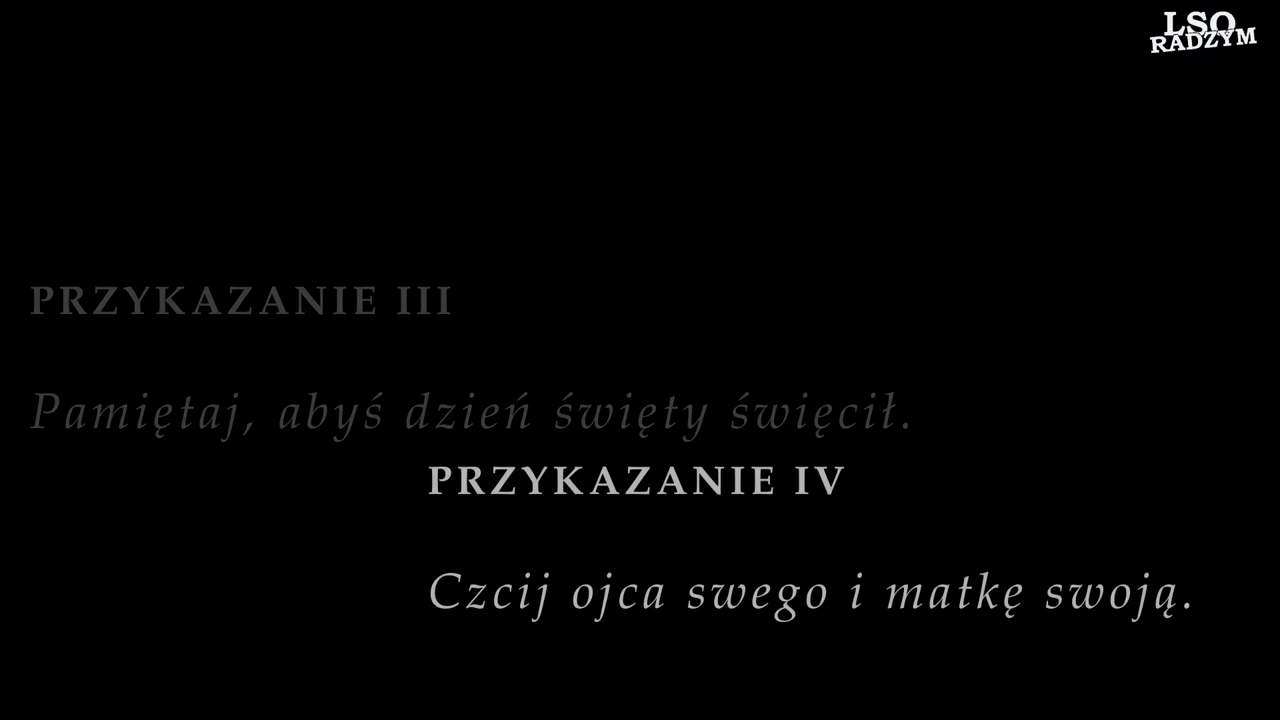 LSO
RADZYM
PRZYKAZANIE III
Pamiętaj, abyś dzień święty święcił.
PRZYKAZANIE IV
Czcij ojca swego i matkę swoją.